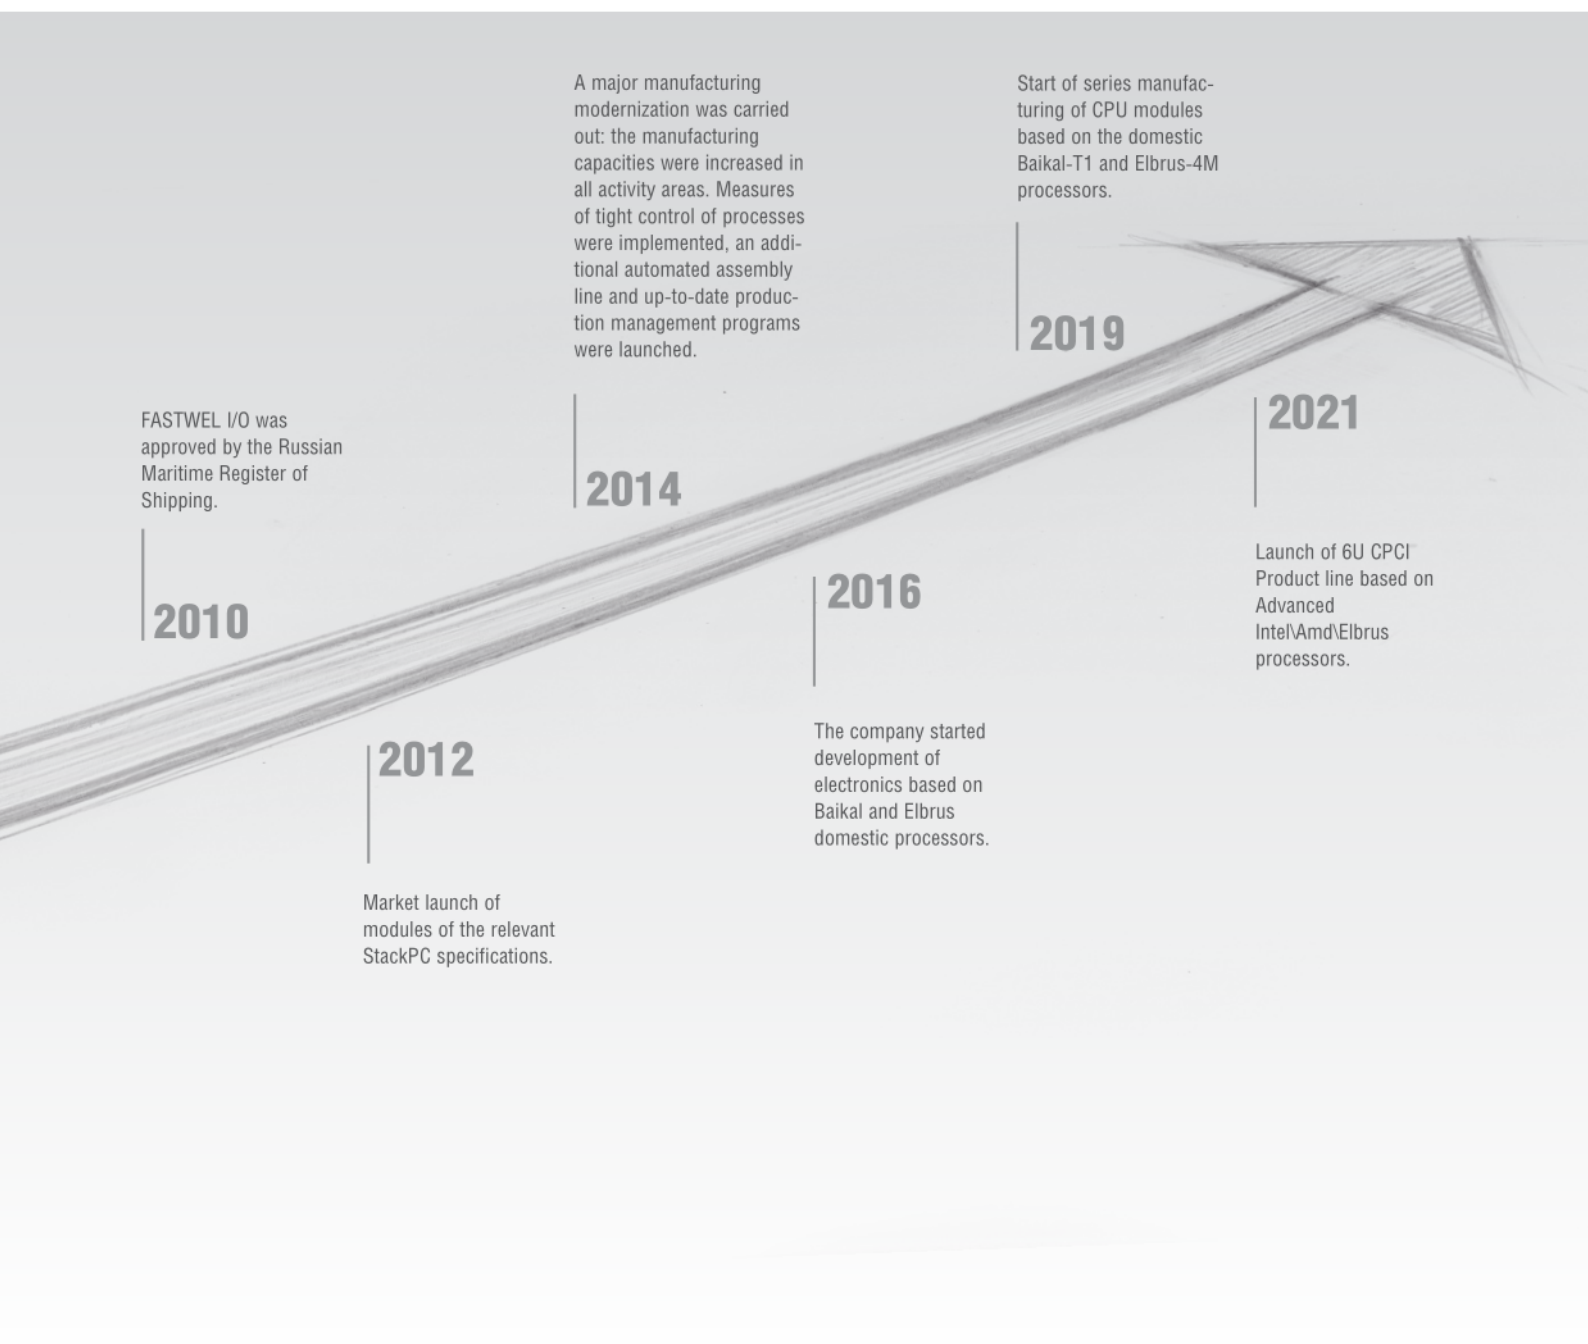 FASTWEL I/O was
approved by the Russian
Maritime Register of
Shipping.
2010
2012
Market launch of
modules of the relevant
StackPC specifications.
A major manufacturing
modernization was carried
out: the manufacturing
capacities were increased in
all activity areas. Measures
of tight control of processes
were implemented, an addi-
tional automated assembly
line and up-to-date produc-
tion management programs
were launched.
2014
2016
The company started
development of
electronics based on
Baikal and Elbrus
domestic processors.
Start of series manufac-
turing of CPU modules
based on the domestic
Baikal-T1 and Elbrus-4M
processors.
2019
2021
Launch of 6U CPCI
Product line based on
Advanced
Intel\Amd\Elbrus
processors.